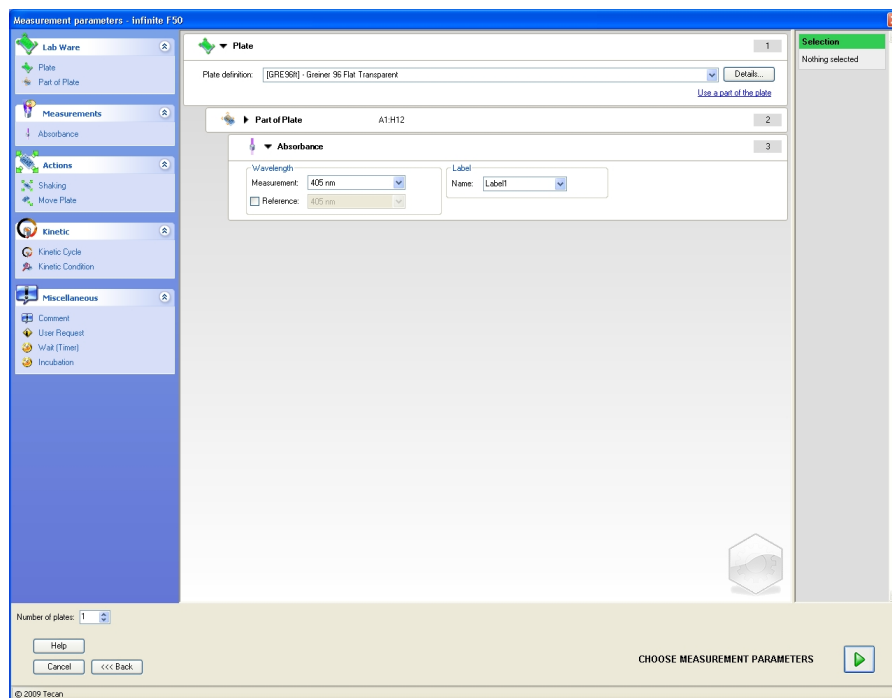 Measurement parameters - infinite F50
Lab Ware
Plate
Part of Plate
Measurements
Absorbance
Actions
Shaking
Move Plate
Kinetic
Kinetic Cycle
Kinetic Condition
Miscellaneous
Comment
User Request
Wait (Timer)
Incubation
Plate 1
Plate definition: [GRE96ft] - Greiner 96 Flat Transparent Details...
Use a part of the plate
Part of Plate A1:H12 2
Absorbance 3
Wavelength Label
Measurement: 405 nm Name: Label1
Reference: 405 nm
Selection
Nothing selected
Number of plates: 1
Help
Cancel <<< Back
CHOOSE MEASUREMENT PARAMETERS
© 2009 Tecan